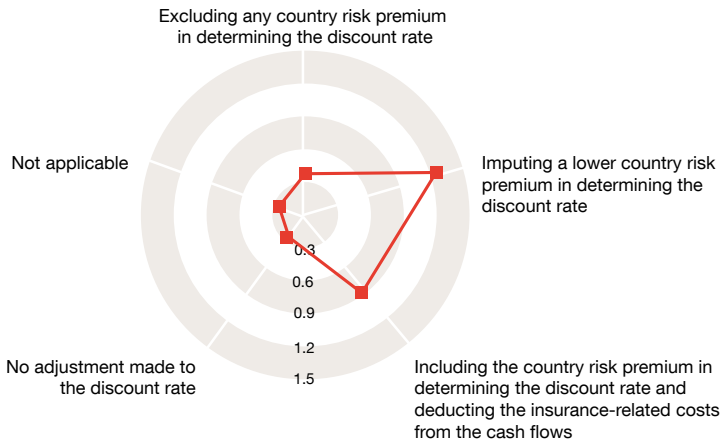 Excluding any country risk premium
in determining the discount rate
Not applicable
Imputing a lower country risk
premium in determining the
discount rate
0.3
0.6
0.9
1.2
1.5
No adjustment made to
the discount rate
Including the country risk premium in
determining the discount rate and
deducting the insurance-related costs
from the cash flows